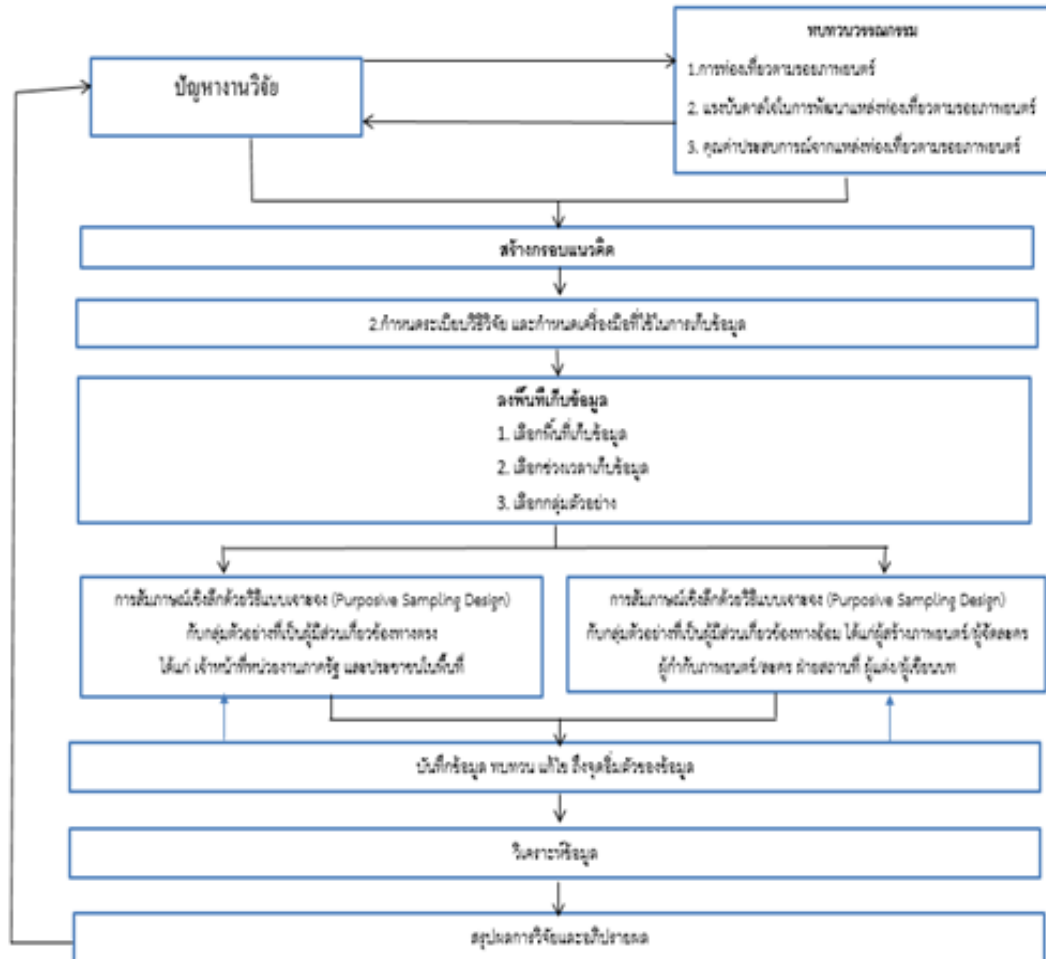 ทบทวนวรรณกรรม
1.การท่องเที่ยวตามรอยภาพยนตร์
2. แรงบันดาลใจในการพัฒนาแหล่งท่องเที่ยวตามรอยภาพยนตร์
3. คุณค่าประสบการณ์จากแหล่งท่องเที่ยวตามรอยภาพยนตร์
ปัญหางานวิจัย
สร้างกรอบแนวคิด
2.กำหนดระเบียบวิธีวิจัย และกำหนดเครื่องมือที่ใช้ในการเก็บข้อมูล
ลงพื้นที่เก็บข้อมูล
1. เลือกพื้นที่เก็บข้อมูล
2. เลือกช่วงเวลาเก็บข้อมูล
3. เลือกกลุ่มตัวอย่าง
การสัมภาษณ์เชิงลึกด้วยวิธีแบบเจาะจง (Purposive Sampling Design)
กับกลุ่มตัวอย่างที่เป็นผู้มีส่วนเกี่ยวข้องทางตรง
ได้แก่ เจ้าหน้าที่หน่วยงานภาครัฐ และประชาชนในพื้นที่
การสัมภาษณ์เชิงลึกด้วยวิธีแบบเจาะจง (Purposive Sampling Design)
กับกลุ่มตัวอย่างที่เป็นผู้มีส่วนเกี่ยวข้องทางอ้อม ได้แก่ผู้สร้างภาพยนตร์/ผู้จัดละคร
ผู้กำกับภาพยนตร์/ละคร ฝ่ายสถานที่ ผู้แต่ง/ผู้เขียนบท
บันทึกข้อมูล ทบทวน แก้ไข ถึงจุดอิ่มตัวของข้อมูล
วิเคราะห์ข้อมูล
สรุปผลการวิจัยและอภิปรายผล